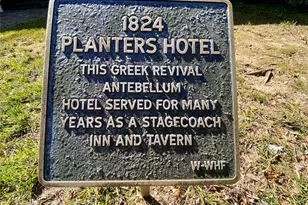 1824
PLANTERS HOTEL
THIS GREEK REVIVAL
ANTEBELLUM
HOTEL SERVED FOR MANY
YEARS AS A STAGECOACH
INN AND TAVERN
W-WHF